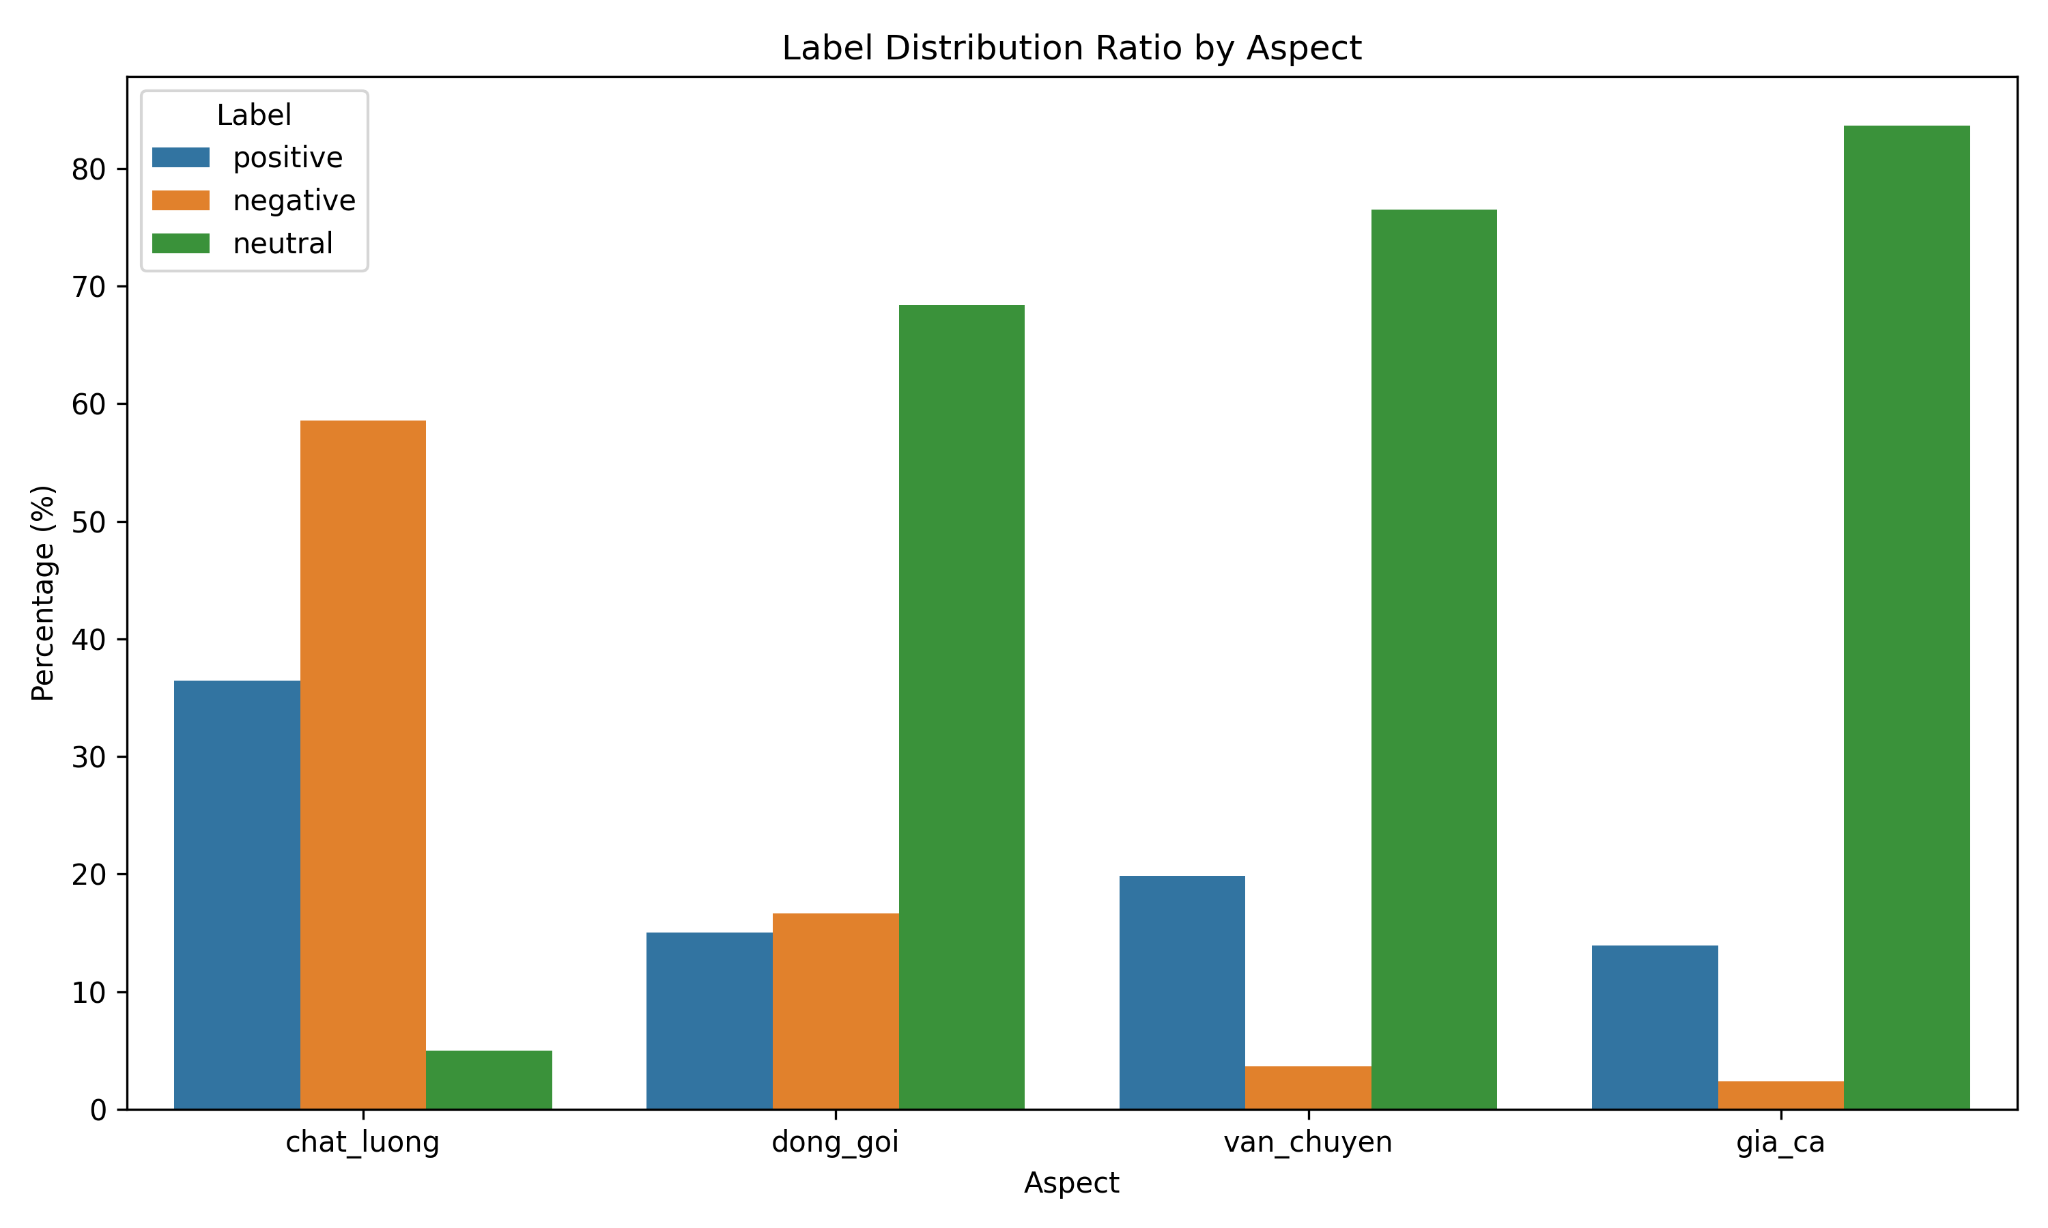 Label Distribution Ratio by Aspect
Label
positive
negative
neutral
Percentage (%)
80
70
60
50
40
30
20
10
0
chat_luong
dong_goi
van_chuyen
gia_ca
Aspect